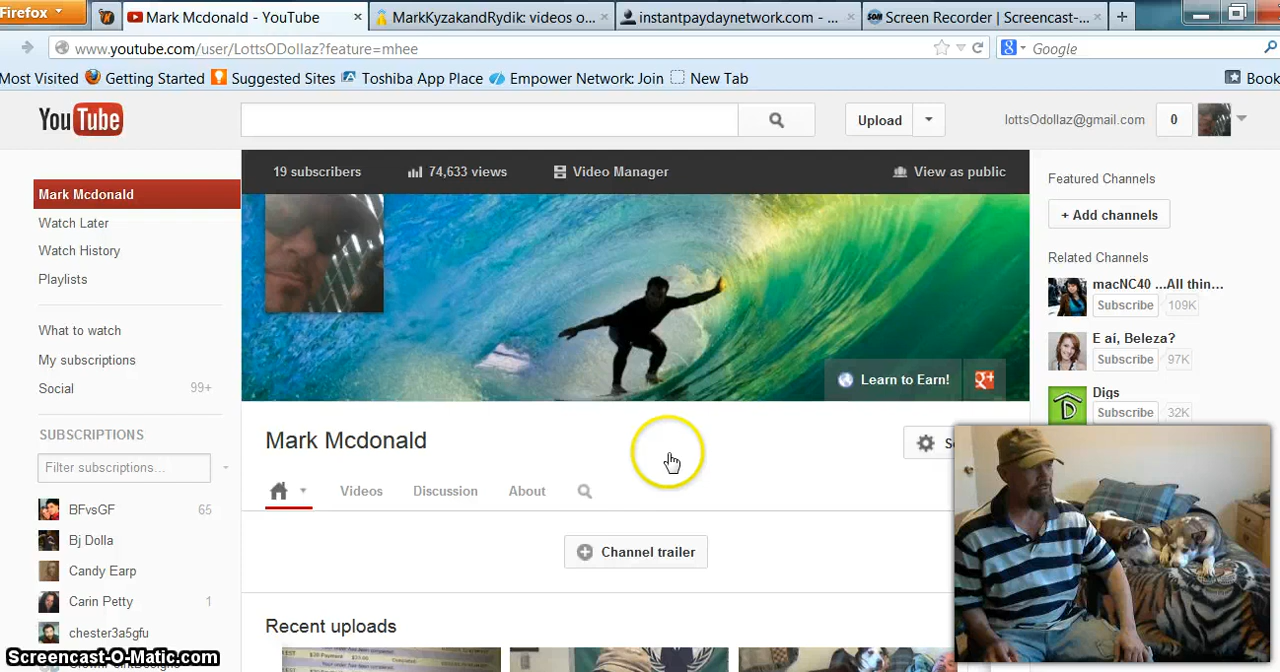 Firefox
Mark Mcdonald - YouTube
MarkKyzakandRydik: videos o...
instantpaydaynetwork.com - ...
Screen Recorder | Screencast-...
www.youtube.com/user/LottsODollaz?feature=mhee
Google
Most Visited
Getting Started
Suggested Sites
Toshiba App Place
Empower Network: Join
New Tab
Book
YouTube
Upload
lottsOdollaz@gmail.com
0
19 subscribers
74,633 views
Video Manager
View as public
Mark Mcdonald
Watch Later
Watch History
Playlists
What to watch
My subscriptions
Social 99+
SUBSCRIPTIONS
Filter subscriptions...
BFvsGF 65
Bj Dolla
Candy Earp
Carin Petty 1
chester3a5gfu
Learn to Earn!
g+
Mark Mcdonald
Videos
Discussion
About
Channel trailer
Recent uploads
Featured Channels
+ Add channels
Related Channels
macNC40 ...All thin...
Subscribe 109K
E aí, Beleza?
Subscribe 97K
Digs
Subscribe 32K
Screencast-O-Matic.com